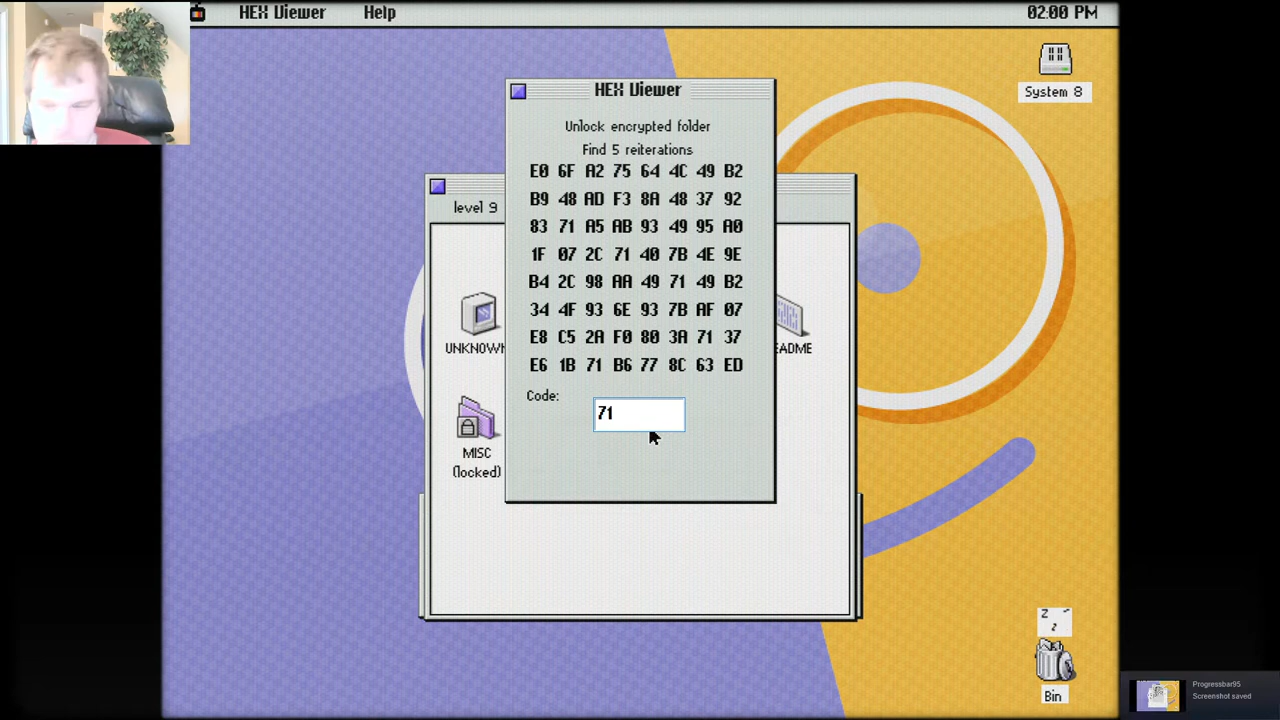 HEX Viewer Help 02:00 PM
System 8
HEX Viewer
Unlock encrypted folder
Find 5 reiterations
E0 6F A2 75 64 4C 49 B2
B9 48 AD F3 8A 48 37 92
83 71 A5 AB 93 49 95 A0
1F 07 2C 71 40 7B 4E 9E
B4 2C 98 AA 49 71 49 B2
34 4F 93 6E 93 7B AF 07
E8 C5 2A F0 80 3A 71 37
E6 1B 71 B6 77 8C 63 ED
Code:
71
level 9
UNKNOWN
EADME
MISC
(locked)
Z
z
Bin
Progressbar95
Screenshot saved